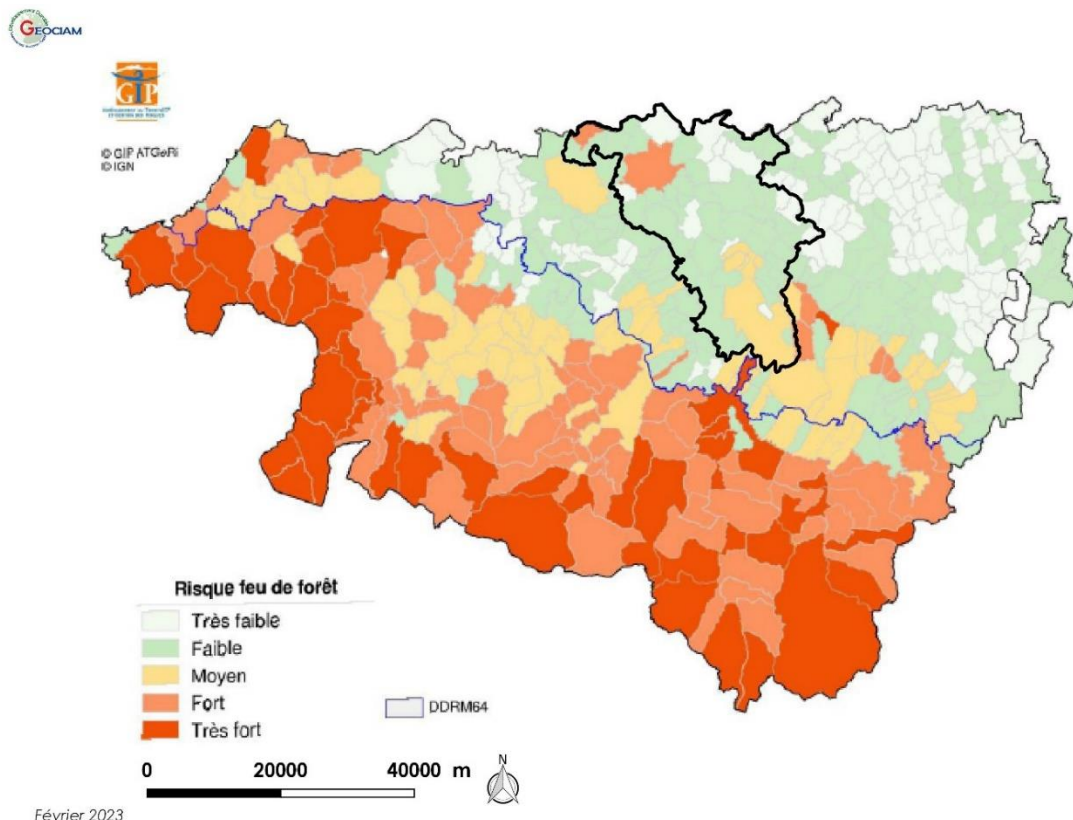 GEOCIAM
GIP
© GIP ATGeRi
© IGN
Risque feu de forêt
Très faible
Faible
Moyen
Fort
Très fort
DDRM64
0 20000 40000 m
N
Février 2023